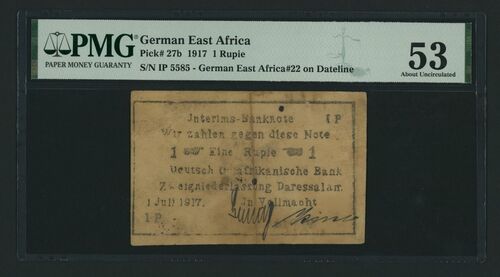 PMG
PAPER MONEY GUARANTY
German East Africa
Pick# 27b 1917 1 Rupie
S/N IP 5585 - German East Africa#22 on Dateline
53
About Uncirculated
Interims-Banknote
1 P
Wir zahlen gegen diese Note
1 Eine Rupie 1
Deutsch Ostafrikanische Bank
Zweigniederlassung Daressalam.
1 Juli 1917. In Vollmacht
1 P.